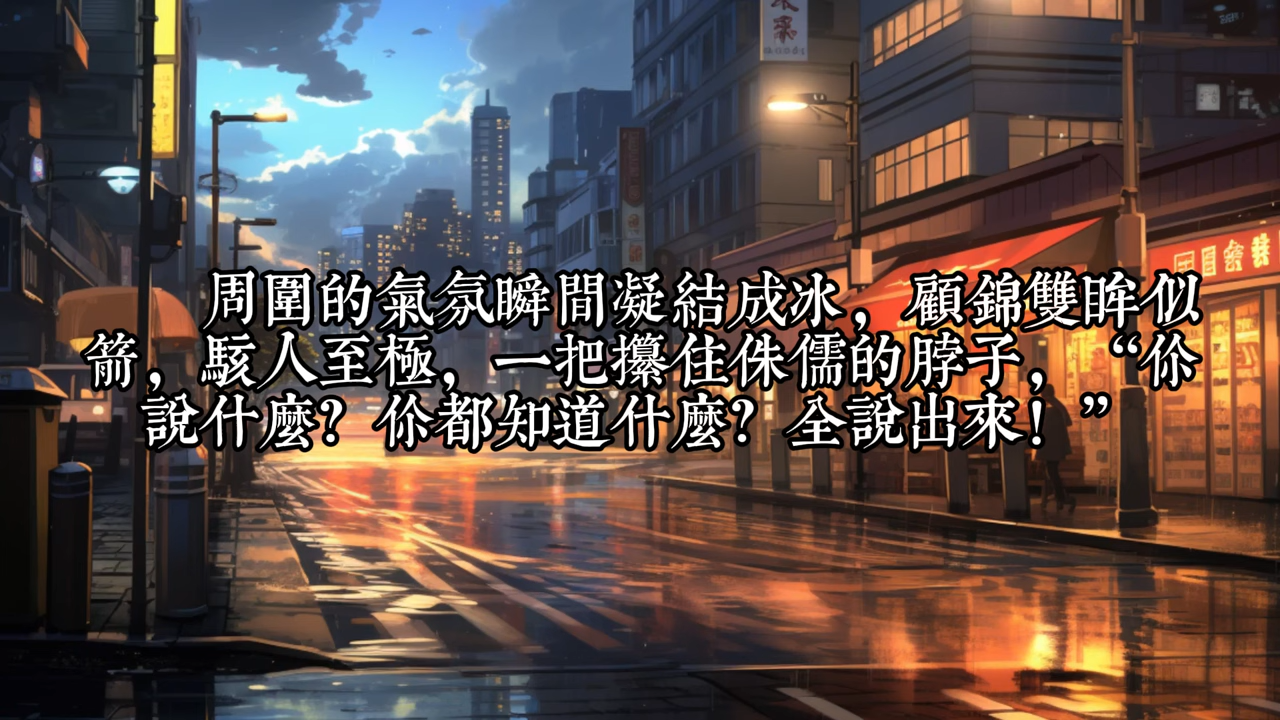 周圍的氣氛瞬間凝結成冰，顧錦雙眸似
箭，駭人至極，一把攥住侏儒的脖子，“伱
說什麼？伱都知道什麼？全說出來！”